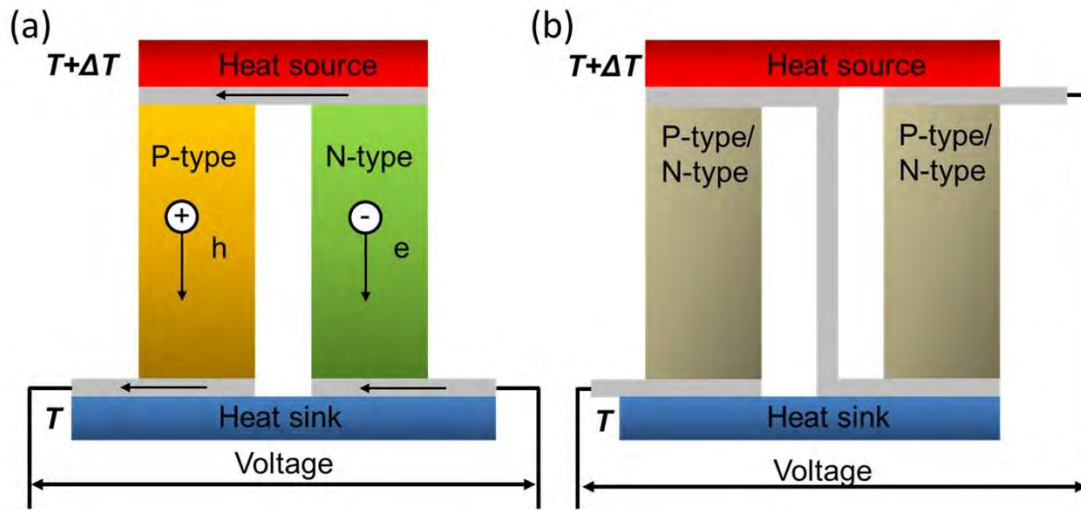 (a)
T+ΔT
Heat source
P-type
N-type
+
-
h
e
T
Heat sink
Voltage
(b)
T+ΔT
Heat source
P-type/
N-type
P-type/
N-type
T
Heat sink
Voltage